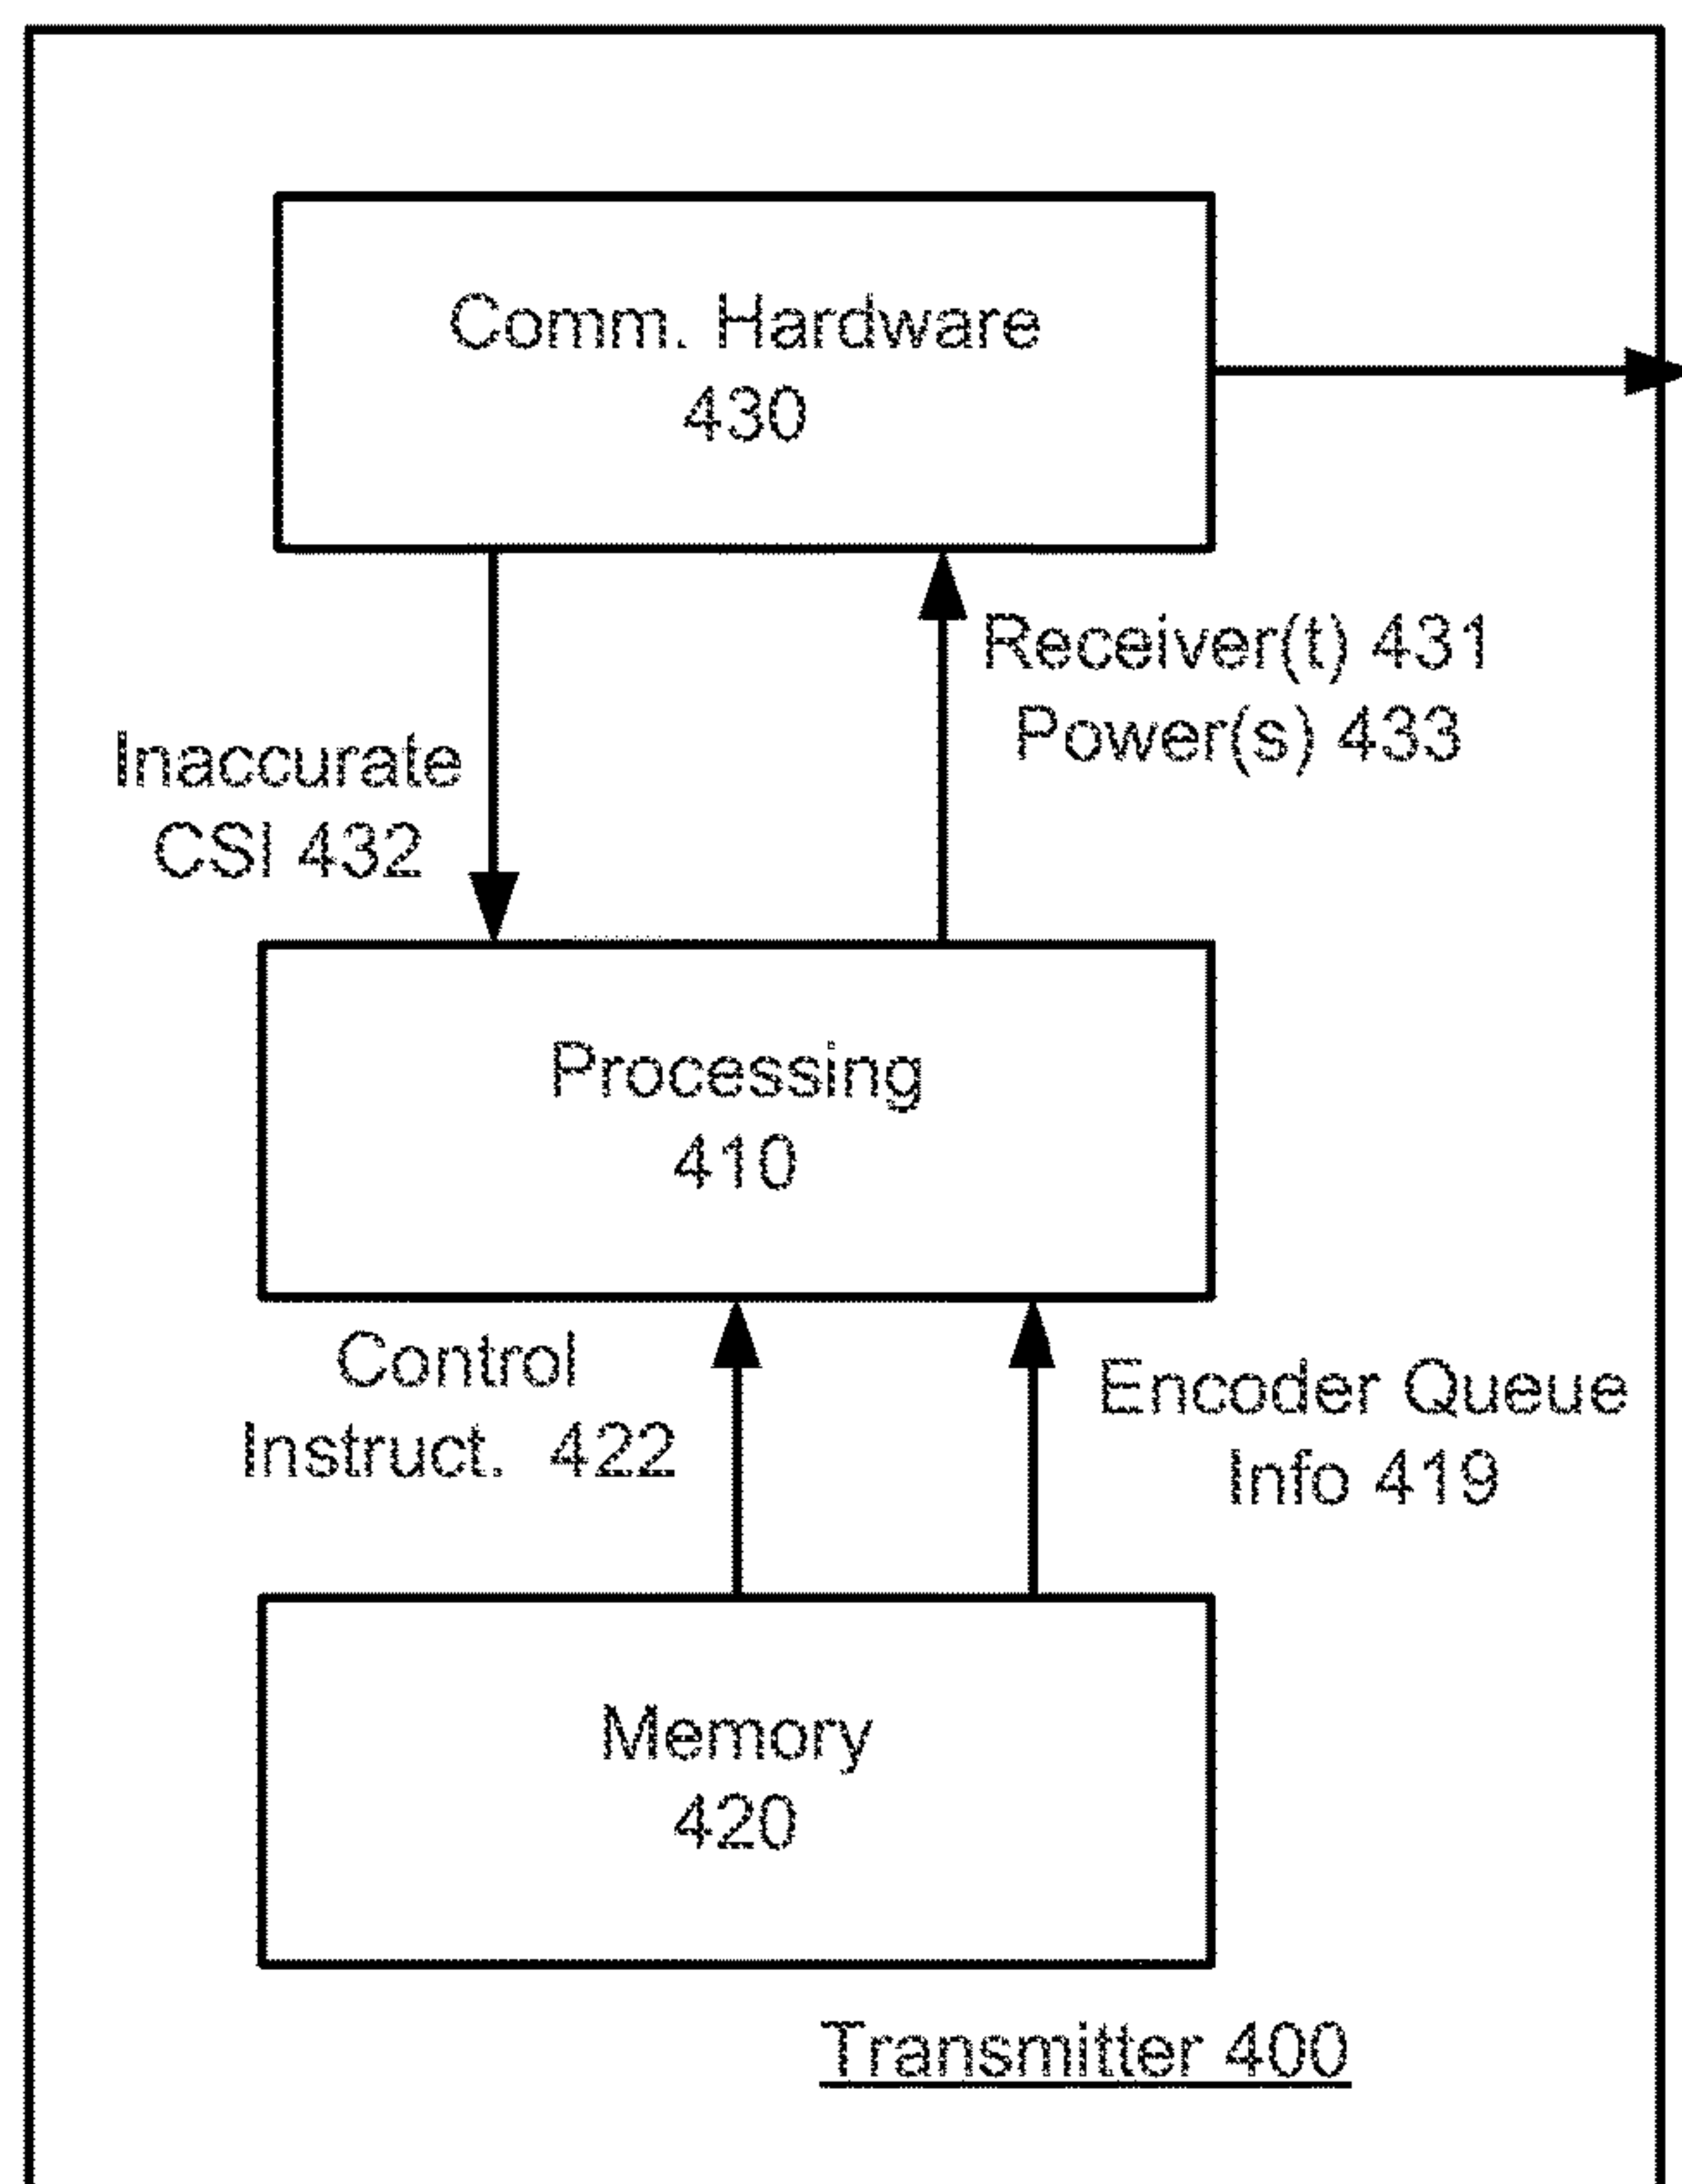 Comm. Hardware
430
Receiver(t) 431
Power(s) 433
Inaccurate
CSI 432
Processing
410
Control
Instruct. 422
Encoder Queue
Info 419
Memory
420
Transmitter 400